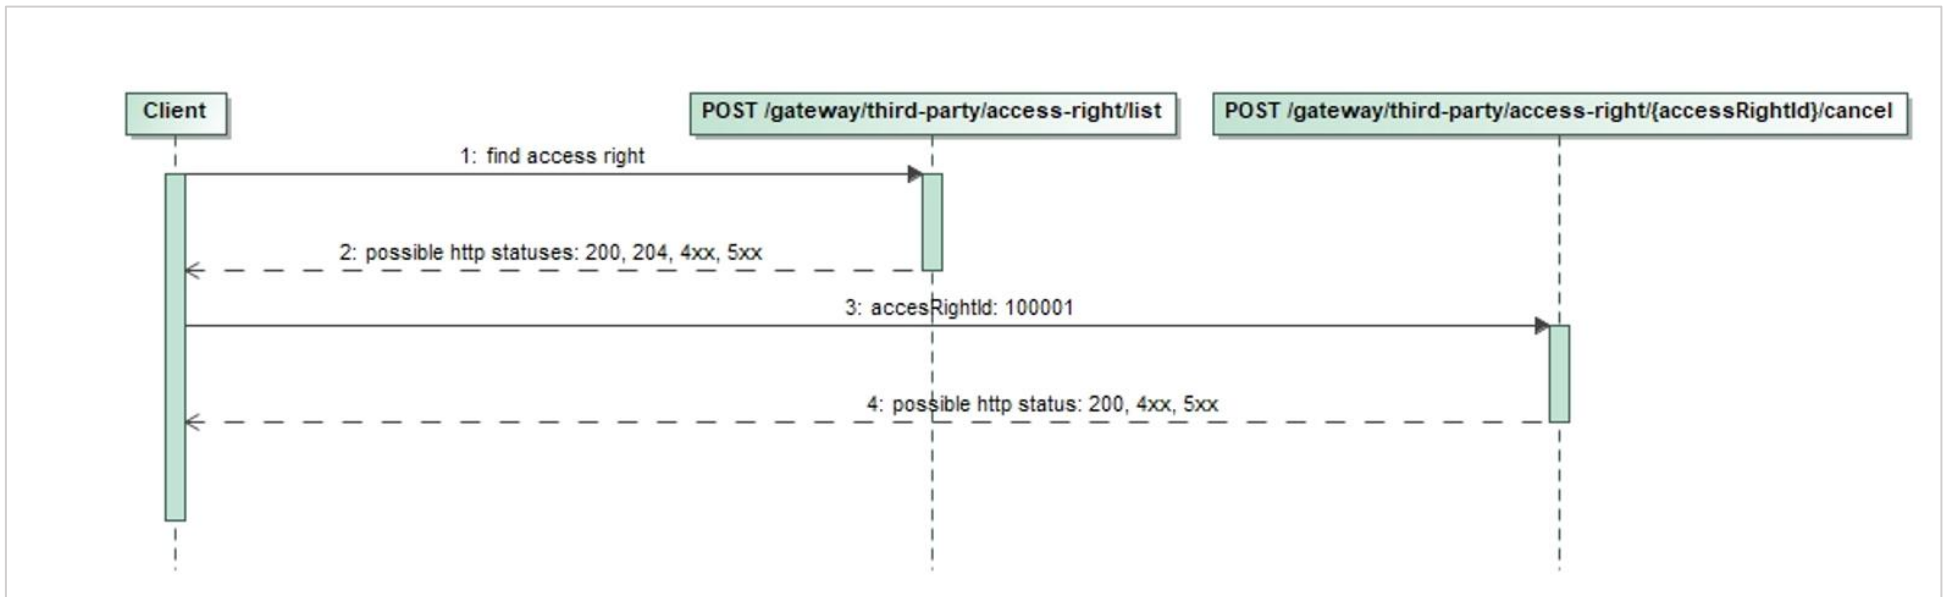 Client
POST /gateway/third-party/access-right/list
POST /gateway/third-party/access-right/{accessRightId}/cancel
1: find access right
2: possible http statuses: 200, 204, 4xx, 5xx
3: accesRightId: 100001
4: possible http status: 200, 4xx, 5xx